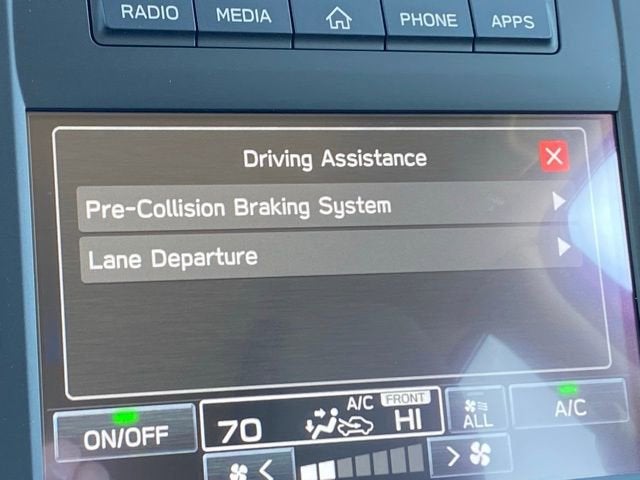 RADIO MEDIA PHONE APPS
Driving Assistance
Pre-Collision Braking System
Lane Departure
ON/OFF 70 A/C FRONT HI ALL A/C